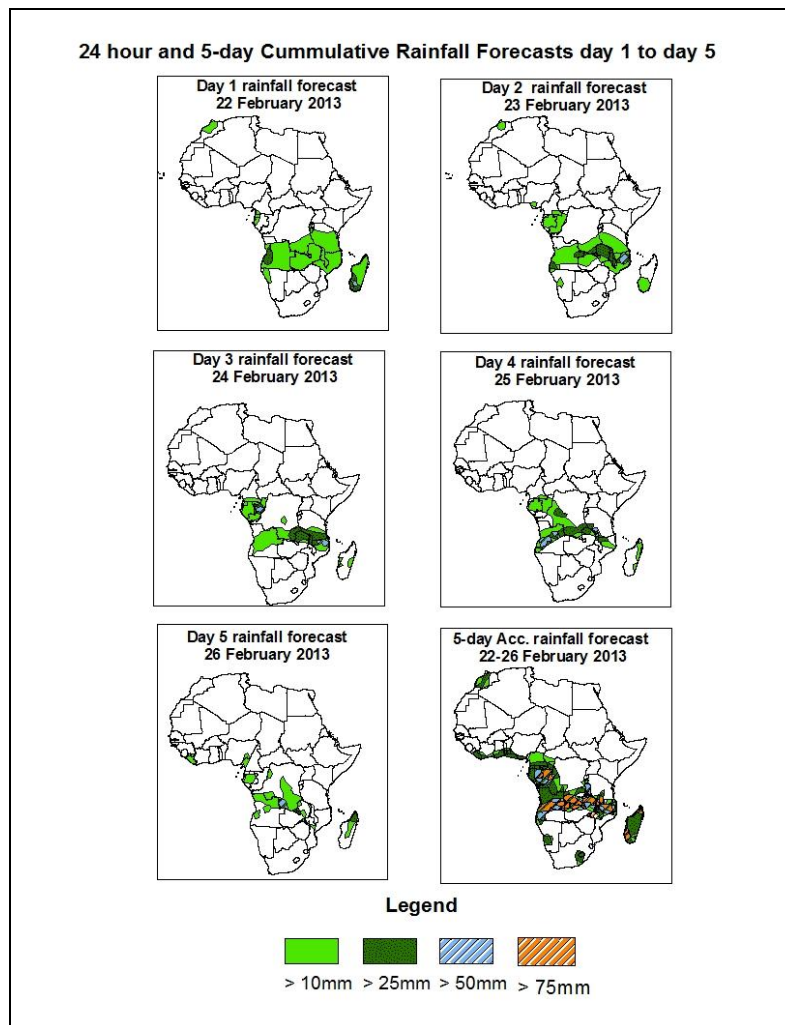 24 hour and 5-day Cummulative Rainfall Forecasts day 1 to day 5
Day 1 rainfall forecast
22 February 2013
Day 2 rainfall forecast
23 February 2013
Day 3 rainfall forecast
24 February 2013
Day 4 rainfall forecast
25 February 2013
Day 5 rainfall forecast
26 February 2013
5-day Acc. rainfall forecast
22-26 February 2013
Legend
> 10mm > 25mm > 50mm > 75mm